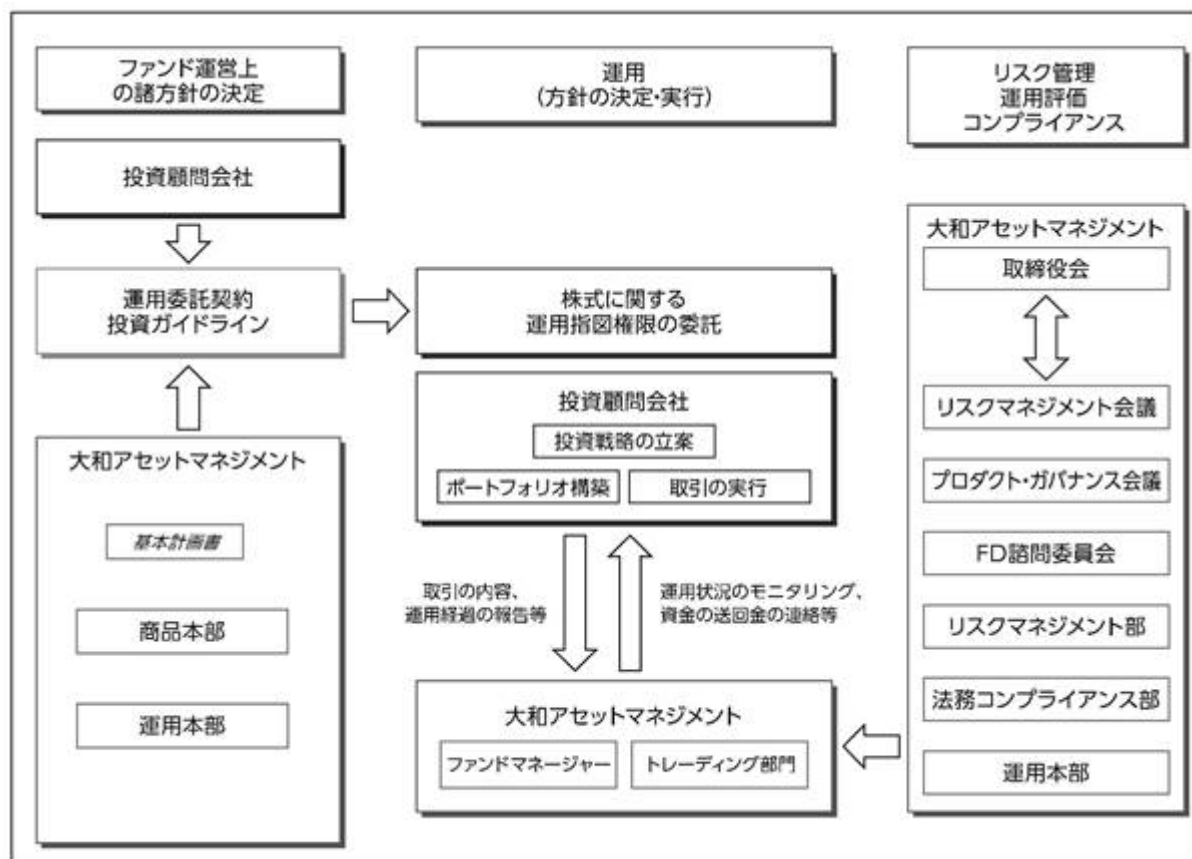 ファンド運営上
の諸方針の決定
運用
(方針の決定・実行)
リスク管理
運用評価
コンプライアンス
投資顧問会社
運用委託契約
投資ガイドライン
大和アセットマネジメント
基本計画書
商品本部
運用本部
株式に関する
運用指図権限の委託
投資顧問会社
投資戦略の立案
ポートフォリオ構築
取引の実行
取引の内容、
運用経過の報告等
運用状況のモニタリング、
資金の送回金の連絡等
大和アセットマネジメント
ファンドマネージャー
トレーディング部門
大和アセットマネジメント
取締役会
リスクマネジメント会議
プロダクト・ガバナンス会議
FD諮問委員会
リスクマネジメント部
法務コンプライアンス部
運用本部